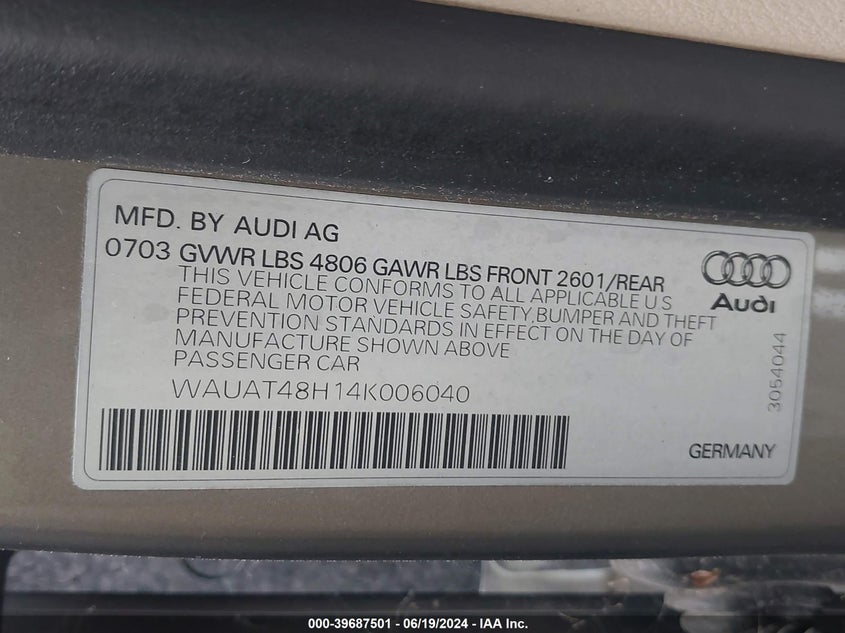 MFD. BY AUDI AG
0703 GVWR LBS 4806 GAWR LBS FRONT 2601/REAR
THIS VEHICLE CONFORMS TO ALL APPLICABLE U S
FEDERAL MOTOR VEHICLE SAFETY,BUMPER AND THEFT
PREVENTION STANDARDS IN EFFECT ON THE DAY OF
MANUFACTURE SHOWN ABOVE
PASSENGER CAR
WAUAT48H14K006040
Audi
3054044
GERMANY
000-39687501 - 06/19/2024 - IAA Inc.